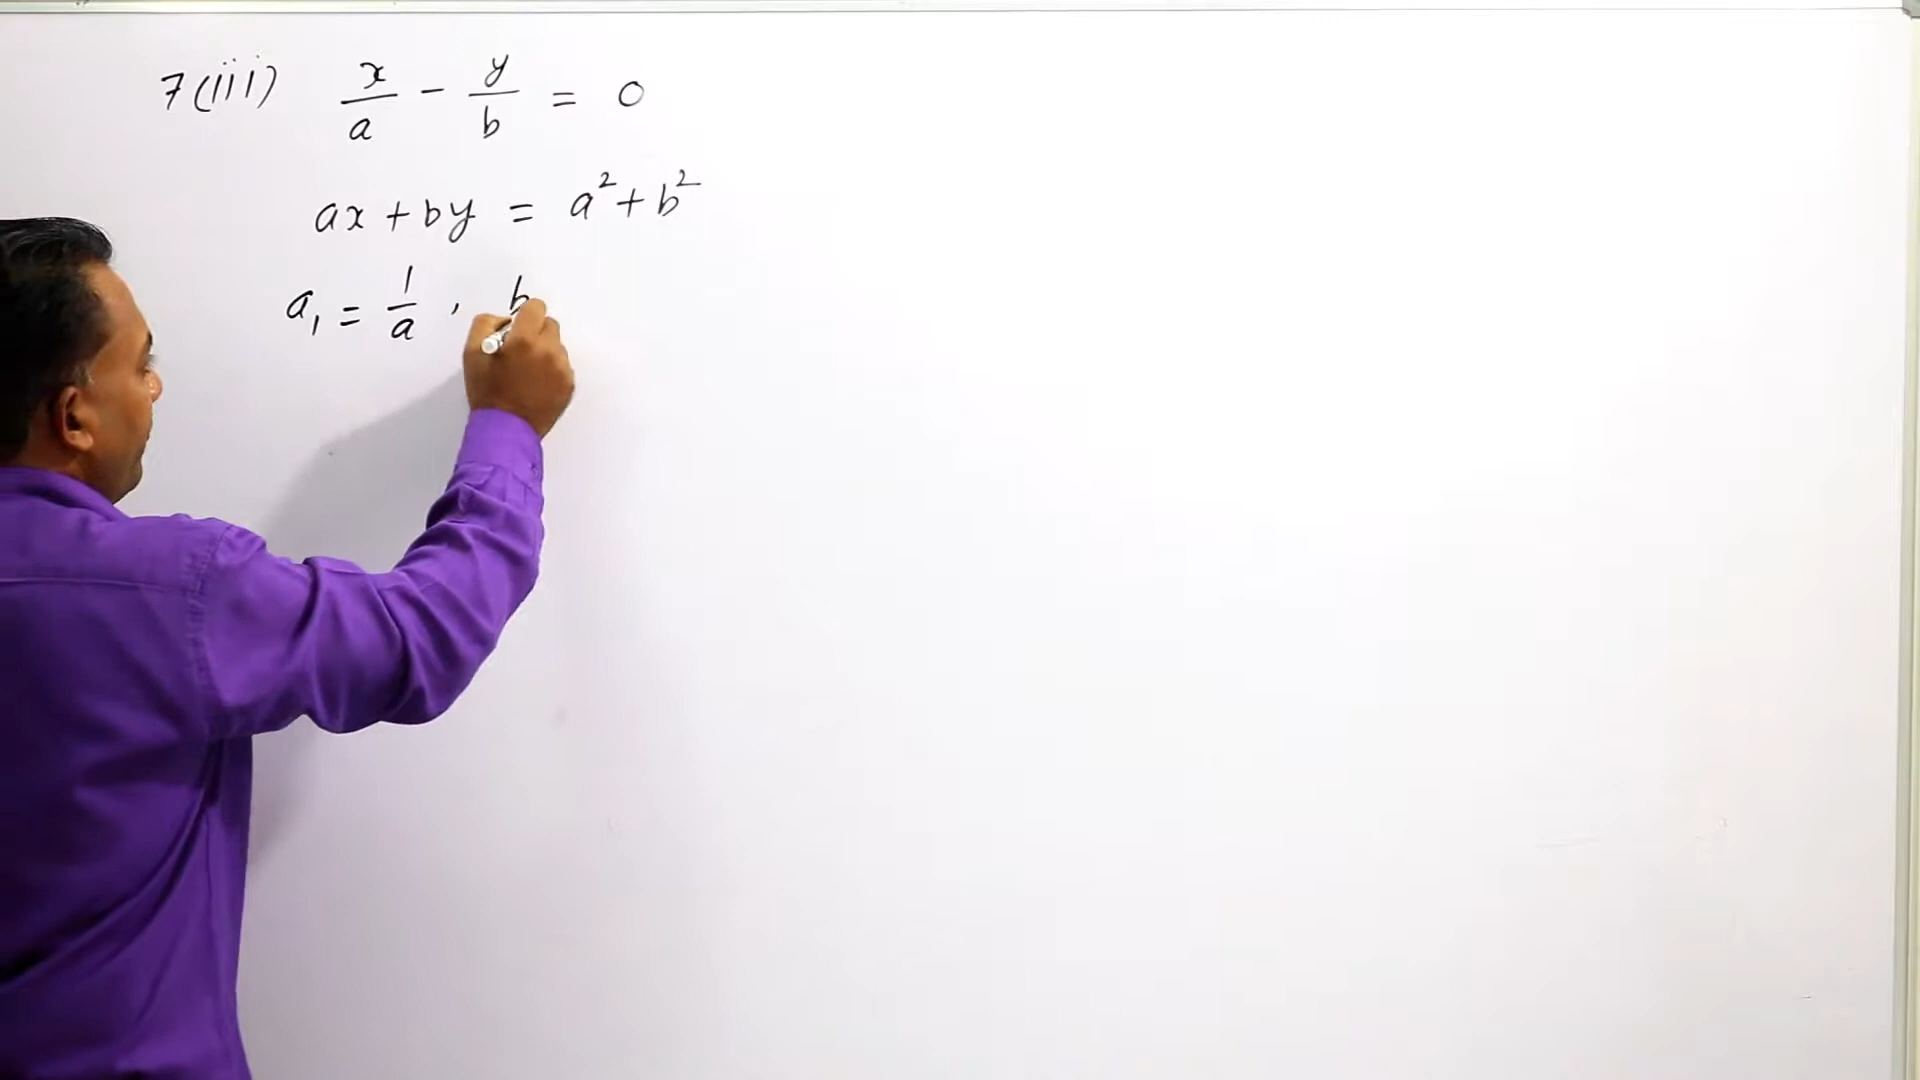 7(iii) x/a - y/b = 0
ax + by = a² + b²
a₁ = 1/a , b